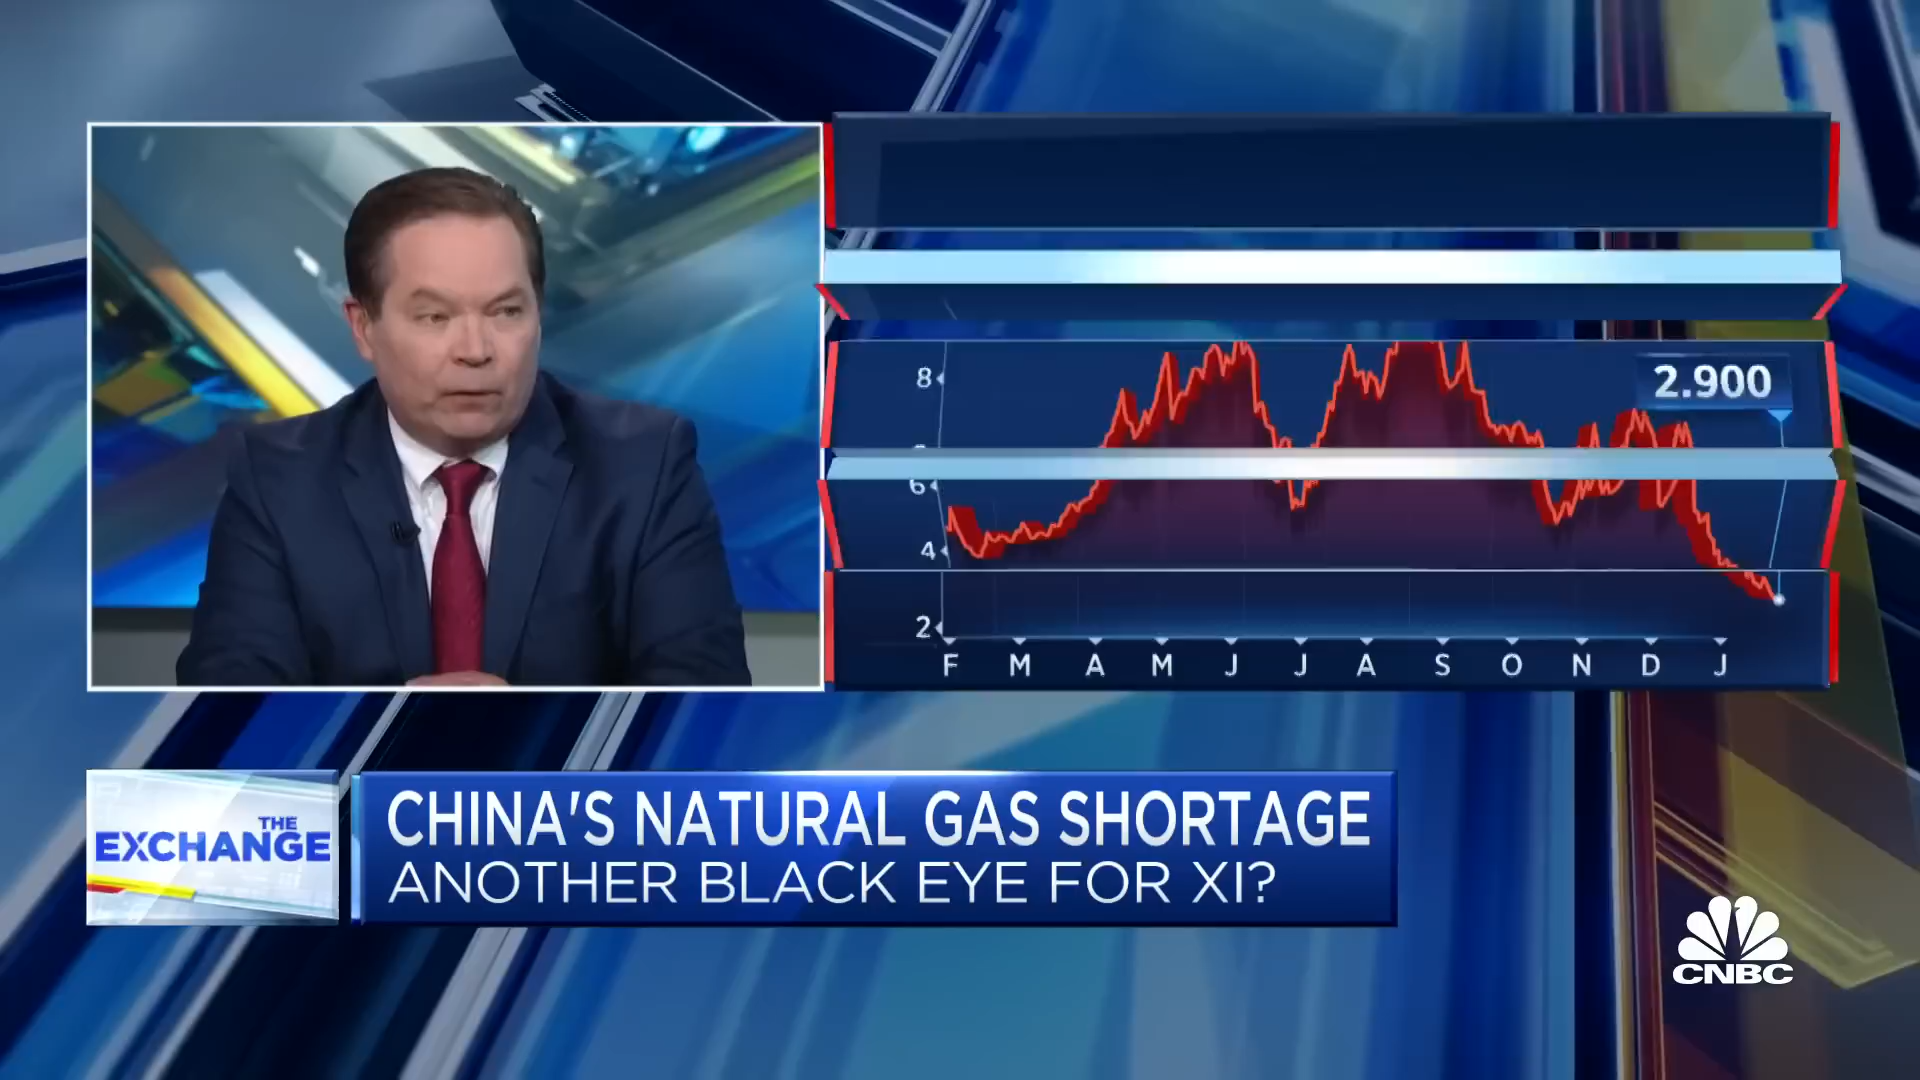 8
2.900
6
4
2
F M A M J J A S O N D J
THE
EXCHANGE
CHINA'S NATURAL GAS SHORTAGE
ANOTHER BLACK EYE FOR XI?
CNBC